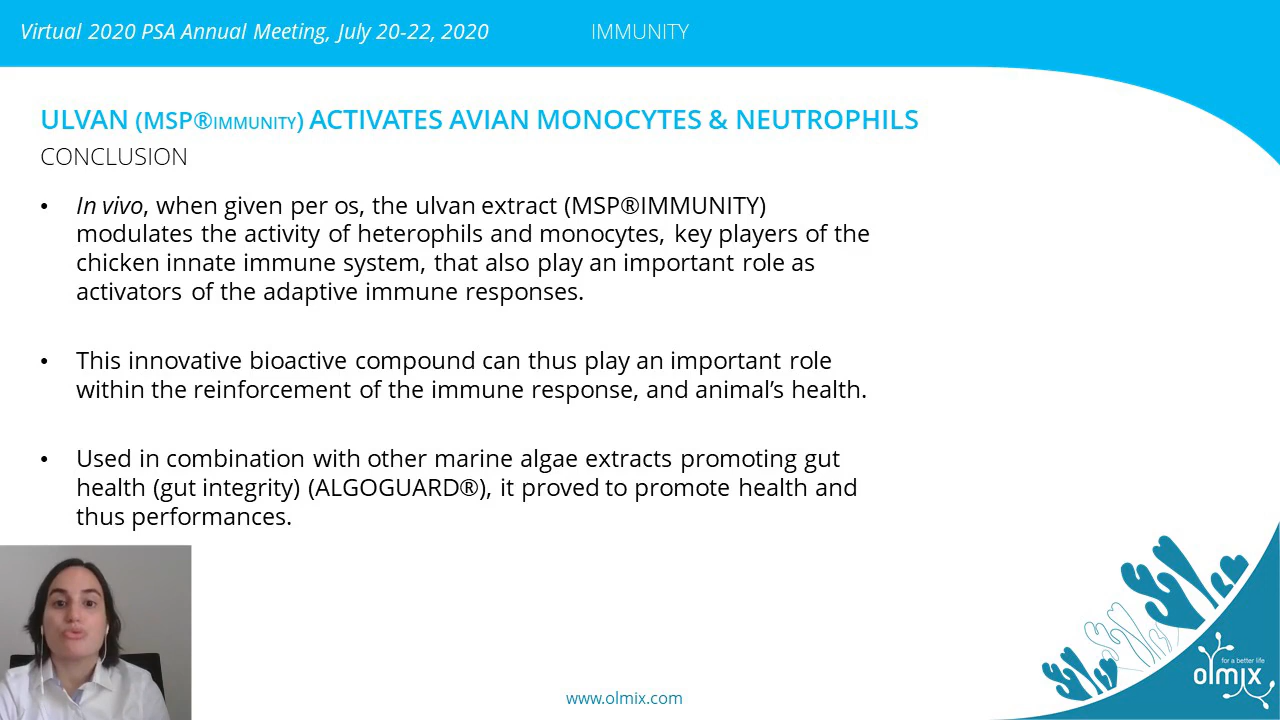 Virtual 2020 PSA Annual Meeting, July 20-22, 2020
IMMUNITY
ULVAN (MSP®IMMUNITY) ACTIVATES AVIAN MONOCYTES & NEUTROPHILS
CONCLUSION
• In vivo, when given per os, the ulvan extract (MSP®IMMUNITY)
modulates the activity of heterophils and monocytes, key players of the
chicken innate immune system, that also play an important role as
activators of the adaptive immune responses.
• This innovative bioactive compound can thus play an important role
within the reinforcement of the immune response, and animal’s health.
• Used in combination with other marine algae extracts promoting gut
health (gut integrity) (ALGOGUARD®), it proved to promote health and
thus performances.
for a better life
olmix
www.olmix.com